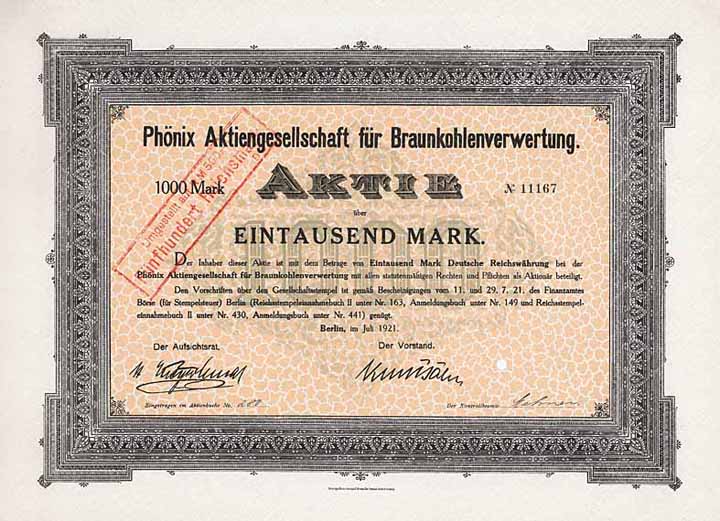 Phönix Aktiengesellschaft für Braunkohlenverwertung.
1000 Mark
AKTIE
№ 11167
über
EINTAUSEND MARK.
Der Inhaber dieser Aktie ist mit dem Betrage von Eintausend Mark Deutsche Reichswährung bei der
Phönix Aktiengesellschaft für Braunkohlenverwertung mit allen statutenmäßigen Rechten und Pflichten als Aktionär beteiligt.
Den Vorschriften über den Gesellschaftsstempel ist gemäß Bescheinigungen vom 11. und 29. 7. 21. des Finanzamtes
Börse (für Stempelsteuer) Berlin (Reichsstempeleinnahmebuch II unter Nr. 163, Anmeldungsbuch unter Nr. 149 und Reichsstempel-
einnahmebuch II unter Nr. 430, Anmeldungsbuch unter Nr. 441) genügt.
Berlin, im Juli 1921.
Der Aufsichtsrat.
Der Vorstand.
Eingetragen im Aktienbuche No.
Der Kontrollbeamte
Umgestellt auf
Fünfhundert Reichsmark